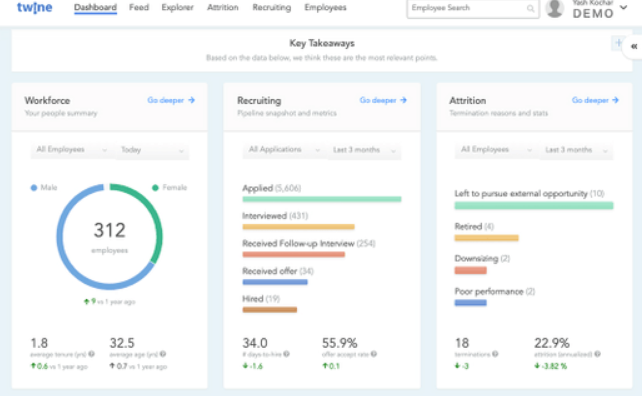 twine Dashboard Feed Explorer Attrition Recruiting Employees Employee Search Yash Kochar
DEMO
Key Takeaways
Based on the data below, we think these are the most relevant points.
+
«
Workforce Go deeper →
Your people summary
All Employees Today
Male Female
312
employees
↑ 9 vs 1 year ago
1.8 32.5
average tenure (yrs) average age (yrs)
↑ 0.6 vs 1 year ago ↑ 0.7 vs 1 year ago
Recruiting Go deeper →
Pipeline snapshot and metrics
All Applications Last 3 months
Applied (5,606)
Interviewed (431)
Received Follow-up Interview (254)
Received offer (34)
Hired (19)
34.0 55.9%
# days-to-hire offer accept rate
↓ -1.6 ↑ 0.1
Attrition Go deeper →
Termination reasons and stats
All Employees Last 3 months
Left to pursue external opportunity (10)
Retired (4)
Downsizing (2)
Poor performance (2)
18 22.9%
terminations attrition (annualized)
↓ -3 ↓ -3.82 %